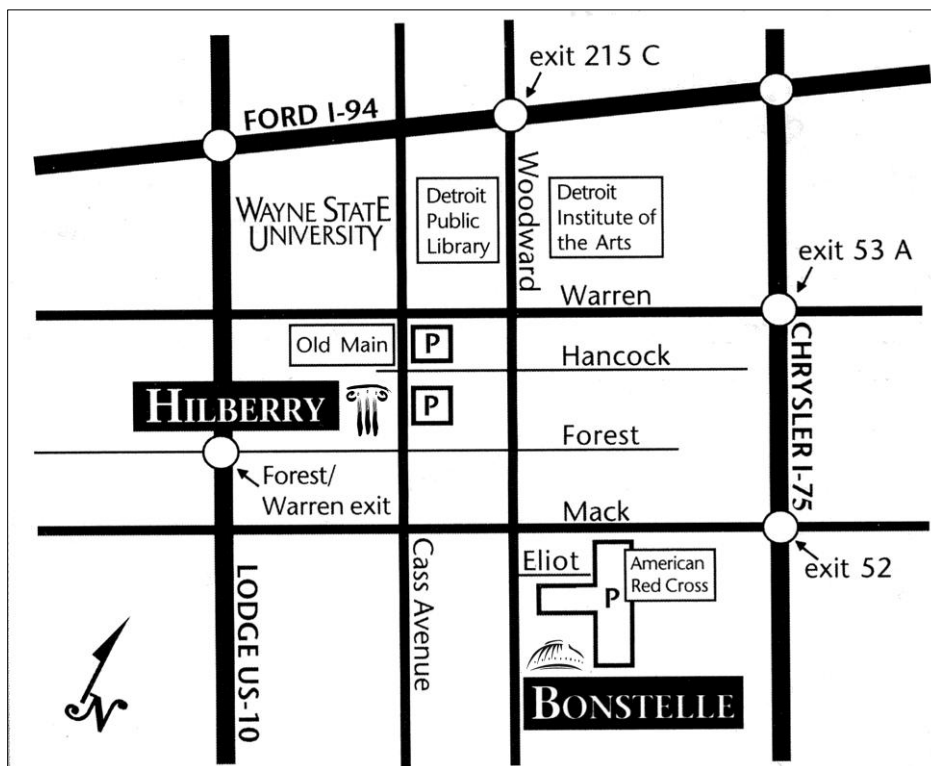 exit 215 C
FORD I-94
WAYNE STATE
UNIVERSITY
Detroit
Public
Library
Woodward
Detroit
Institute of
the Arts
exit 53 A
Warren
Old Main
P
Hancock
HILBERRY
P
CHRYSLER I-75
Forest
Forest/
Warren exit
Mack
exit 52
Eliot
American
Red Cross
P
Cass Avenue
LODGE US-10
N
BONSTELLE